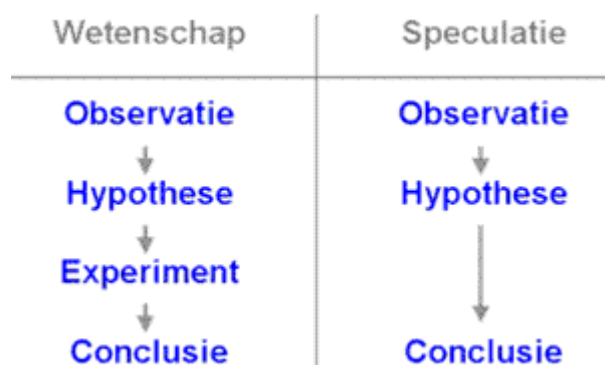 Wetenschap Speculatie
Observatie Observatie
Hypothese Hypothese
Experiment
Conclusie Conclusie